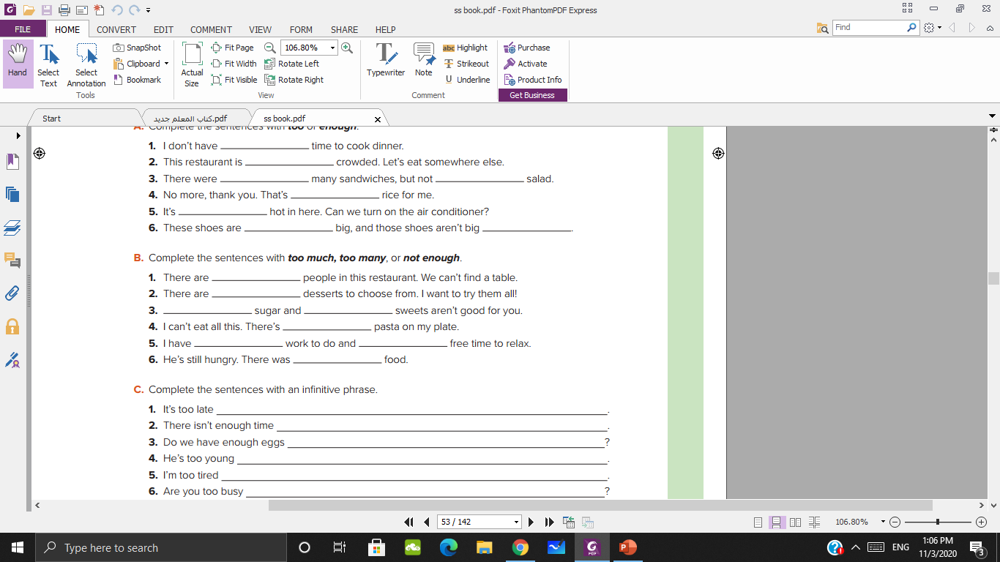 ss book.pdf - Foxit PhantomPDF Express
FILE HOME CONVERT EDIT COMMENT VIEW FORM SHARE HELP Find
Hand
Select Text
Select Annotation
SnapShot
Clipboard
Bookmark
Tools
Actual Size
Fit Page
Fit Width
Fit Visible
106.80%
Rotate Left
Rotate Right
View
Typewriter
Note
abc Highlight
T Strikeout
U Underline
Comment
Purchase
Activate
Product Info
Get Business
Start
كتاب المعلم جديد.pdf
ss book.pdf
A. Complete the sentences with too or enough.
1. I don't have ______________ time to cook dinner.
2. This restaurant is ______________ crowded. Let's eat somewhere else.
3. There were ______________ many sandwiches, but not ______________ salad.
4. No more, thank you. That's ______________ rice for me.
5. It's ______________ hot in here. Can we turn on the air conditioner?
6. These shoes are ______________ big, and those shoes aren't big ______________.
B. Complete the sentences with too much, too many, or not enough.
1. There are ______________ people in this restaurant. We can't find a table.
2. There are ______________ desserts to choose from. I want to try them all!
3. ______________ sugar and ______________ sweets aren't good for you.
4. I can't eat all this. There's ______________ pasta on my plate.
5. I have ______________ work to do and ______________ free time to relax.
6. He's still hungry. There was ______________ food.
C. Complete the sentences with an infinitive phrase.
1. It's too late ______________.
2. There isn't enough time ______________.
3. Do we have enough eggs ______________?
4. He's too young ______________.
5. I'm too tired ______________.
6. Are you too busy ______________?
53 / 142
106.80%
Type here to search
PDF
P
ENG
1:06 PM
11/3/2020
3